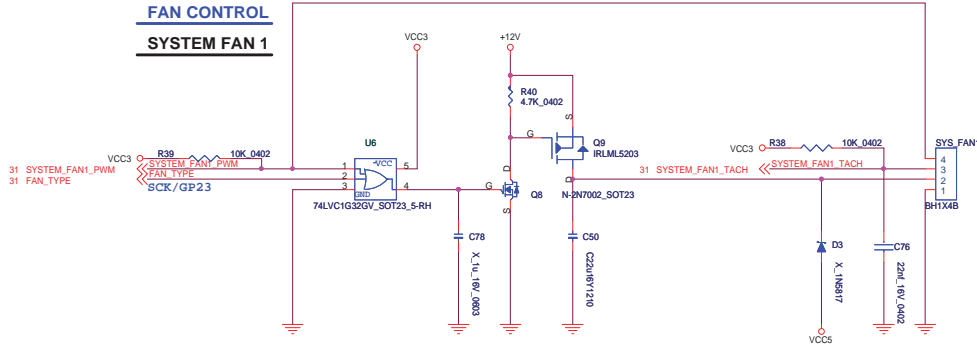 FAN CONTROL
SYSTEM FAN 1
VCC3
+12V
R40
4.7K_0402
S
G
Q9
IRLML5203
D
U6
VCC3
R39
10K_0402
31 SYSTEM_FAN1_PWM
SYSTEM_FAN1_PWM
31 FAN_TYPE
FAN_TYPE
SCK/GP23
1
2
3
VCC
GND
5
4
74LVC1G32GV_SOT23_5-RH
G
D
S
Q8
N-2N7002_SOT23
C78
X_1u_16V_0603
C50
C22u16Y1210
VCC3
R38
10K_0402
31 SYSTEM_FAN1_TACH
SYSTEM_FAN1_TACH
SYS_FAN1
4
3
2
1
BH1X4B
D3
X_1N5817
C76
22nf_16V_0402
VCC5